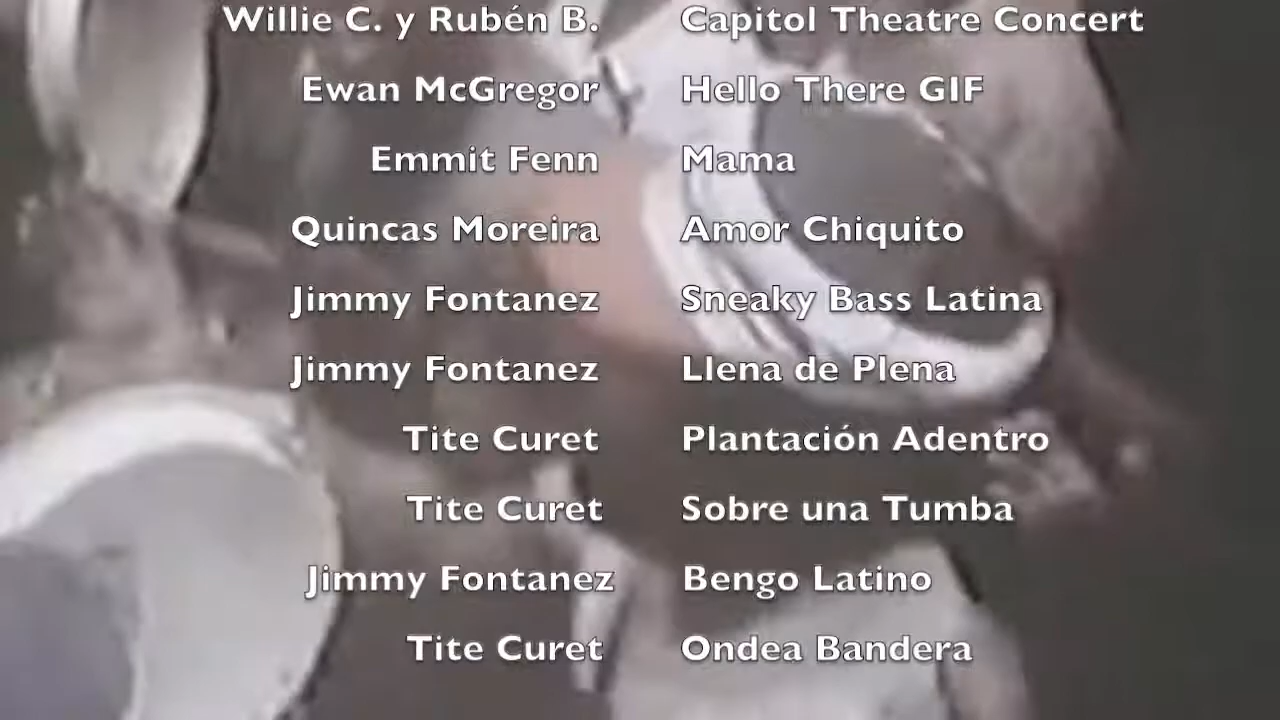 Willie C. y Rubén B. Capitol Theatre Concert
Ewan McGregor Hello There GIF
Emmit Fenn Mama
Quincas Moreira Amor Chiquito
Jimmy Fontanez Sneaky Bass Latina
Jimmy Fontanez Llena de Plena
Tite Curet Plantación Adentro
Tite Curet Sobre una Tumba
Jimmy Fontanez Bengo Latino
Tite Curet Ondea Bandera